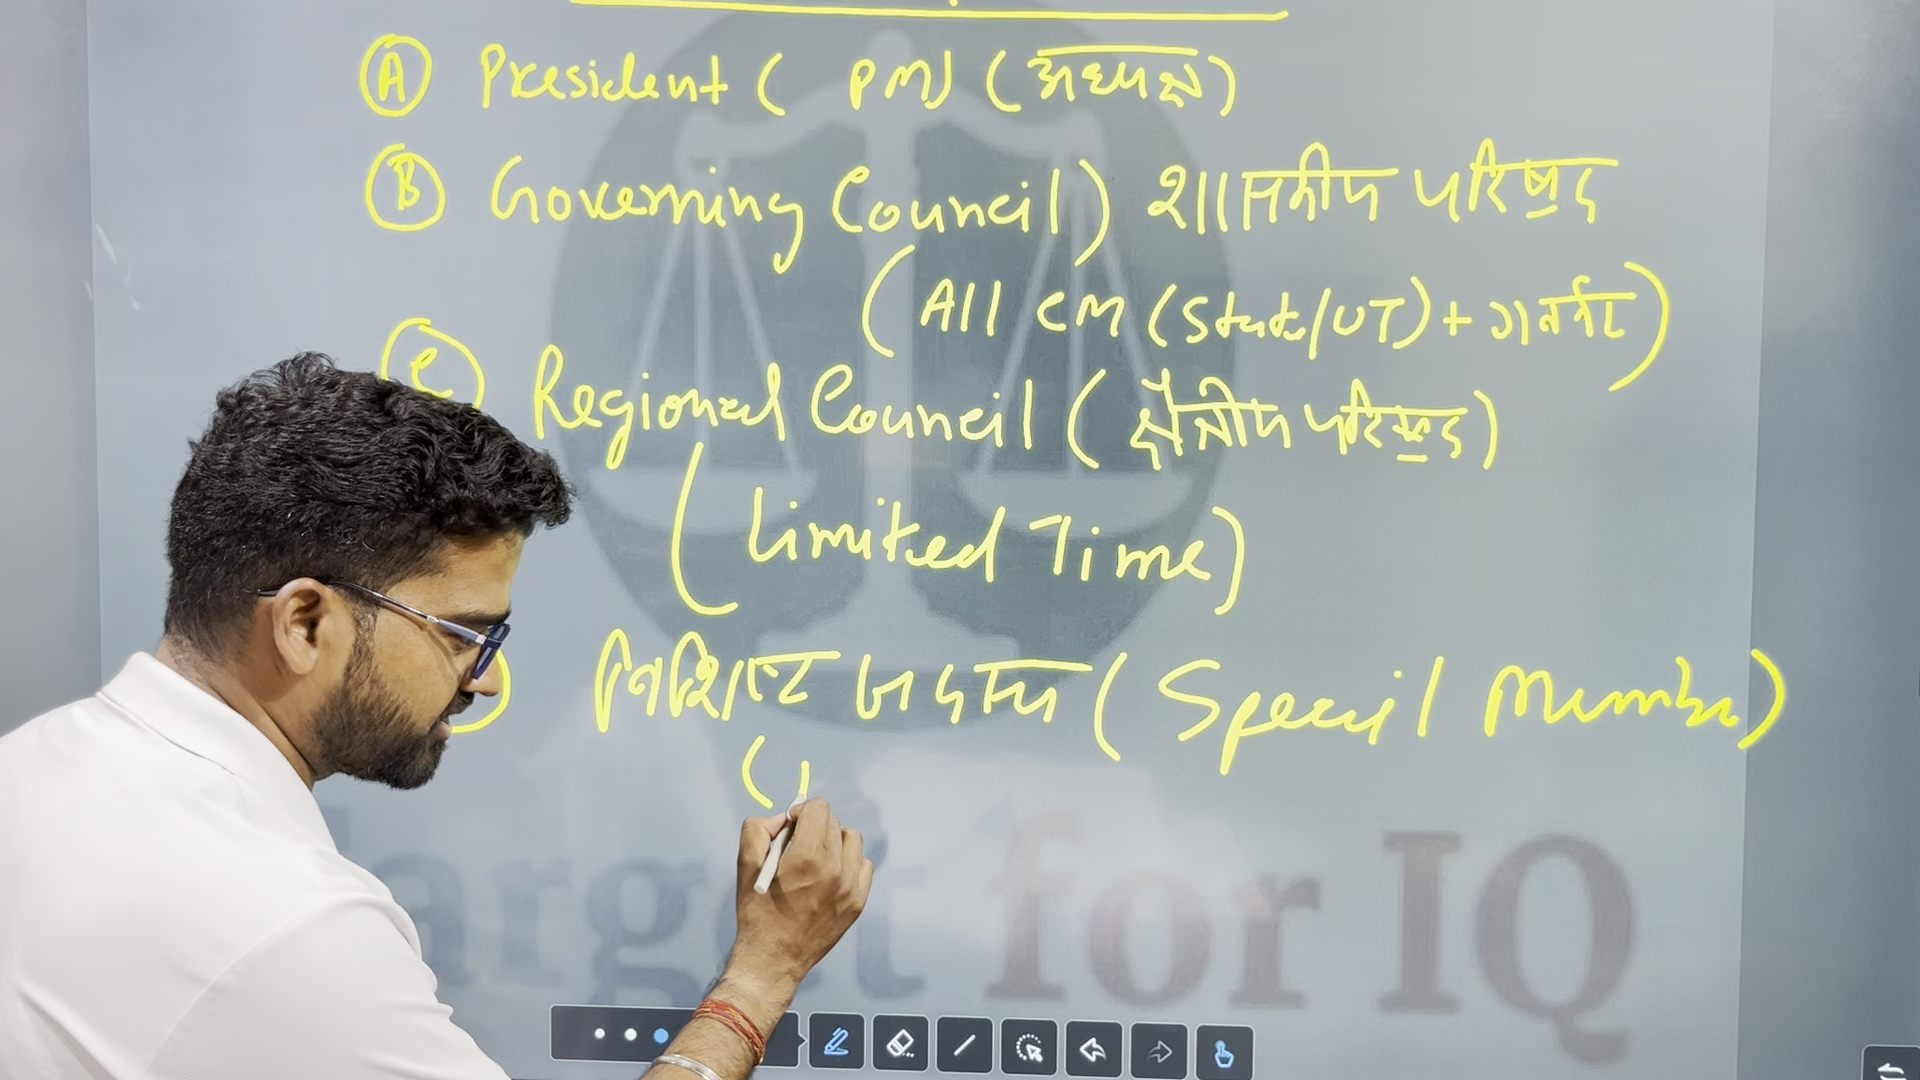 Ⓐ President ( PM) (अध्यक्ष)
Ⓑ Governing Council) शासकीय परिषद
(All CM (State/UT) + गवर्नर)
Ⓒ Regional Council (क्षेत्रीय परिषद)
(Limited Time)
विशिष्ट सदस्य (Special Member)
(
arget for IQ